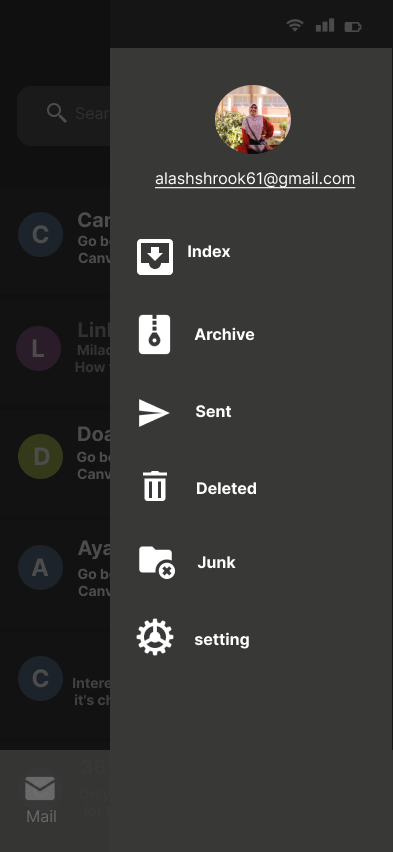 Sear
alashshrook61@gmail.com
C
Can
Go be
Canv
Index
L
Link
Milad
How t
Archive
D
Doa
Go be
Canv
Sent
Deleted
A
Aya
Go be
Canv
Junk
C
Intere
it's ch
setting
Mail